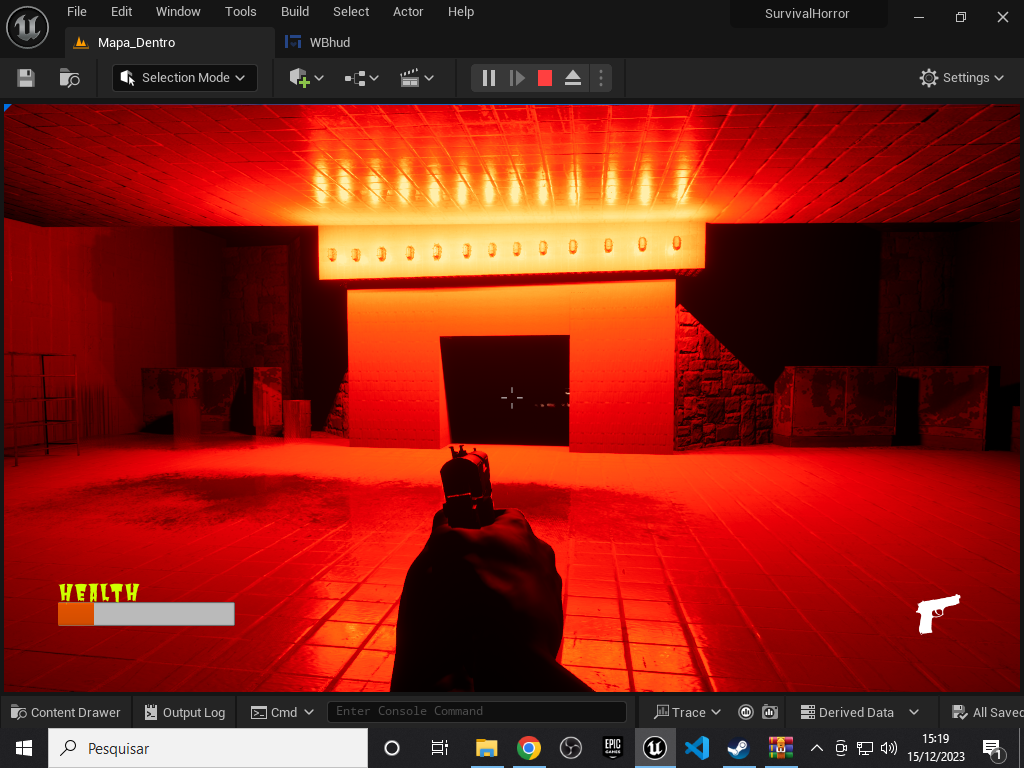 File Edit Window Tools Build Select Actor Help SurvivalHorror
Mapa_Dentro WBhud
Selection Mode Settings
HEALTH
Content Drawer Output Log Cmd Enter Console Command Trace Derived Data All Saved
Pesquisar EPIC GAMES 15:19
15/12/2023 1